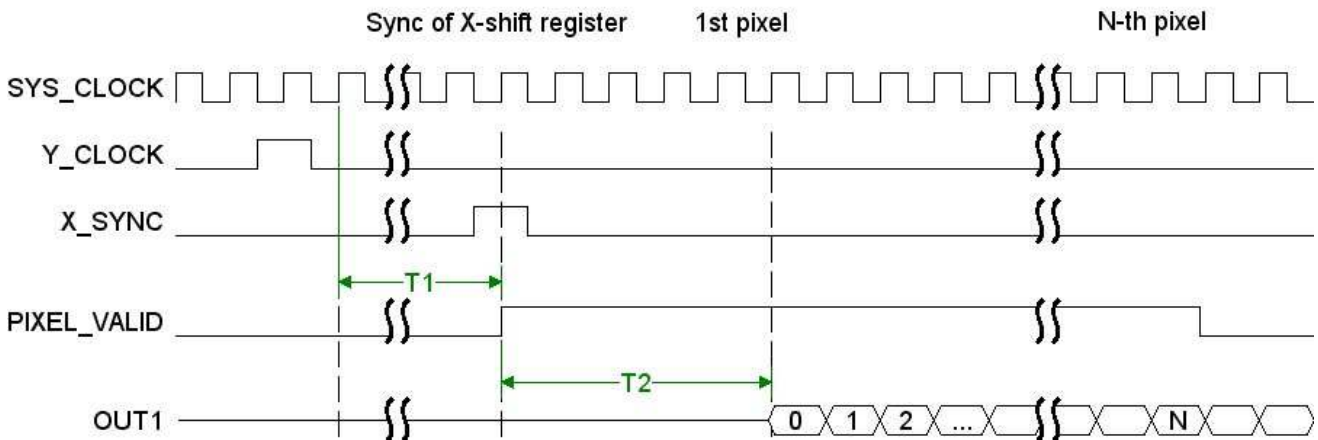 Sync of X-shift register 1st pixel N-th pixel
SYS_CLOCK
Y_CLOCK
X_SYNC
T1
PIXEL_VALID
T2
OUT1 0 1 2 ... N